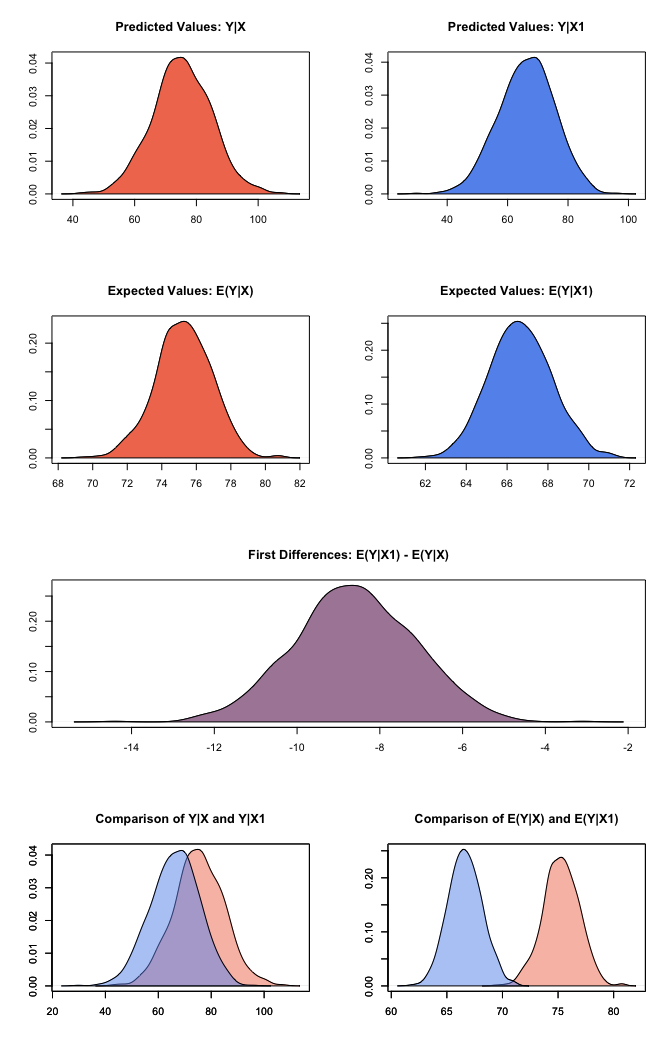 Predicted Values: Y|X
0.00 0.01 0.02 0.03 0.04
40 60 80 100
Predicted Values: Y|X1
0.00 0.01 0.02 0.03 0.04
40 60 80 100
Expected Values: E(Y|X)
0.00 0.10 0.20
68 70 72 74 76 78 80 82
Expected Values: E(Y|X1)
0.00 0.10 0.20
62 64 66 68 70 72
First Differences: E(Y|X1) - E(Y|X)
0.00 0.10 0.20
-14 -12 -10 -8 -6 -4 -2
Comparison of Y|X and Y|X1
0.00 0.01 0.02 0.03 0.04
20 40 60 80 100
Comparison of E(Y|X) and E(Y|X1)
0.00 0.10 0.20
60 65 70 75 80